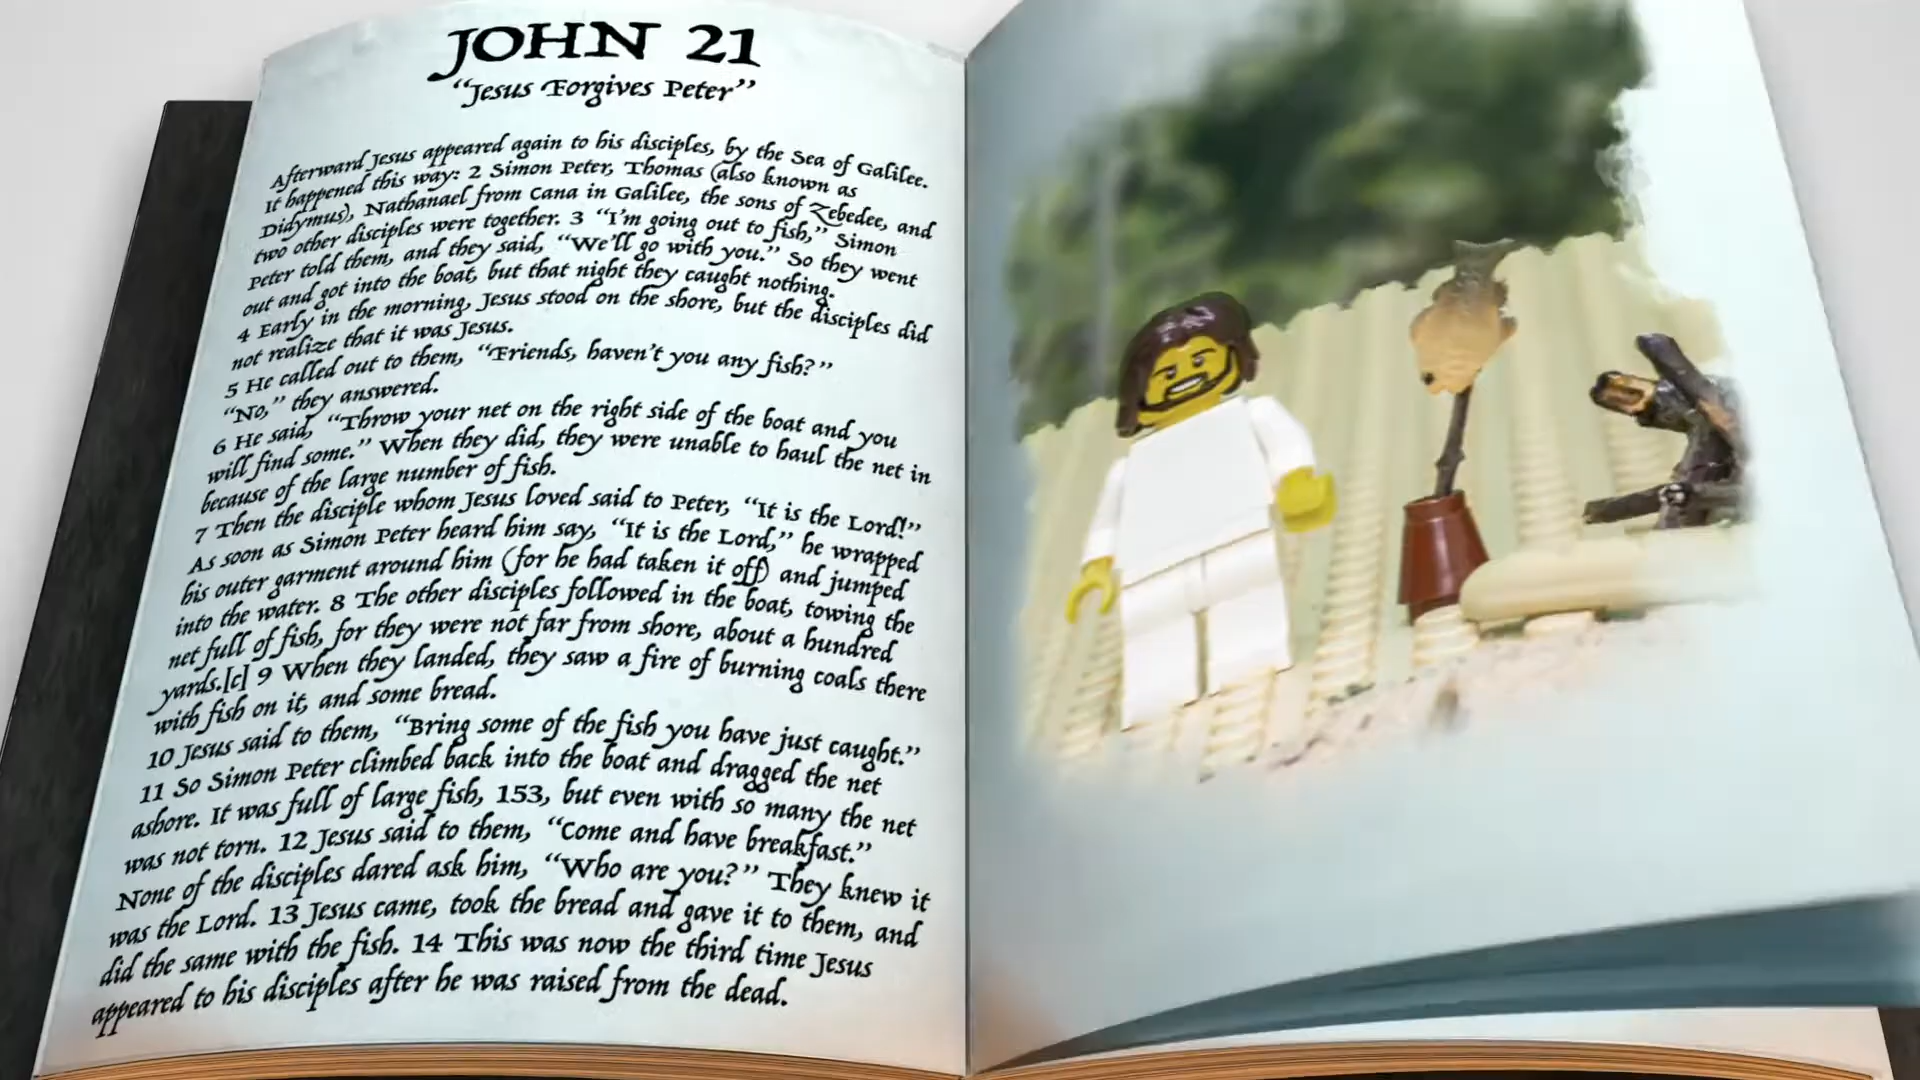 JOHN 21
“Jesus Forgives Peter”
Afterward Jesus appeared again to his disciples, by the Sea of Galilee.
It happened this way: 2 Simon Peter, Thomas (also known as
Didymus), Nathanael from Cana in Galilee, the sons of Zebedee, and
two other disciples were together. 3 “I’m going out to fish,” Simon
Peter told them, and they said, “We’ll go with you.” So they went
out and got into the boat, but that night they caught nothing.
4 Early in the morning, Jesus stood on the shore, but the disciples did
not realize that it was Jesus.
5 He called out to them, “Friends, haven’t you any fish?”
“No,” they answered.
6 He said, “Throw your net on the right side of the boat and you
will find some.” When they did, they were unable to haul the net in
because of the large number of fish.
7 Then the disciple whom Jesus loved said to Peter, “It is the Lord!”
As soon as Simon Peter heard him say, “It is the Lord,” he wrapped
his outer garment around him (for he had taken it off) and jumped
into the water. 8 The other disciples followed in the boat, towing the
net full of fish, for they were not far from shore, about a hundred
yards.[c] 9 When they landed, they saw a fire of burning coals there
with fish on it, and some bread.
10 Jesus said to them, “Bring some of the fish you have just caught.”
11 So Simon Peter climbed back into the boat and dragged the net
ashore. It was full of large fish, 153, but even with so many the net
was not torn. 12 Jesus said to them, “Come and have breakfast.”
None of the disciples dared ask him, “Who are you?” They knew it
was the Lord. 13 Jesus came, took the bread and gave it to them, and
did the same with the fish. 14 This was now the third time Jesus
appeared to his disciples after he was raised from the dead.